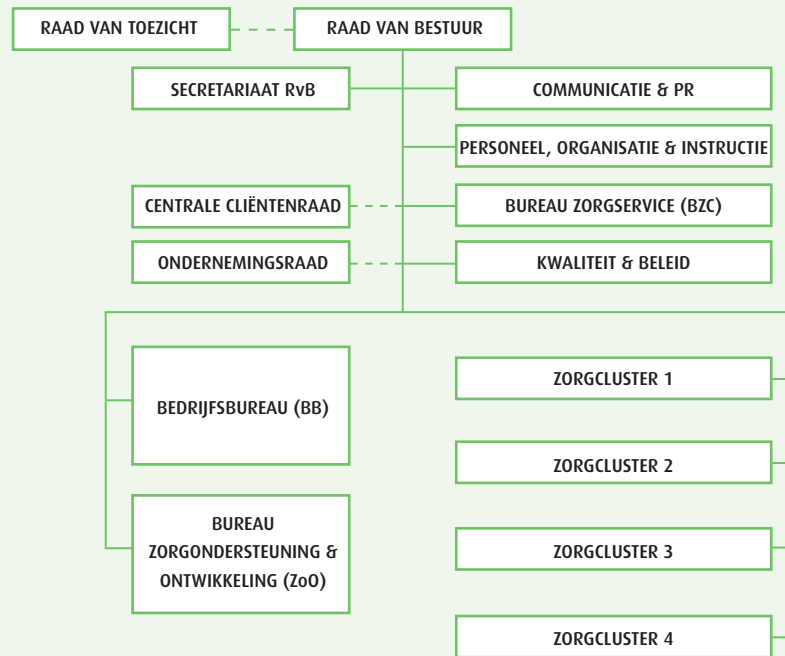 RAAD VAN TOEZICHT
RAAD VAN BESTUUR
SECRETARIAAT RvB
COMMUNICATIE & PR
PERSONEEL, ORGANISATIE & INSTRUCTIE
CENTRALE CLIËNTENRAAD
BUREAU ZORGSERVICE (BZC)
ONDERNEMINGSRAAD
KWALITEIT & BELEID
BEDRIJFSBUREAU (BB)
BUREAU
ZORGONDERSTEUNING &
ONTWIKKELING (ZoO)
ZORGCLUSTER 1
ZORGCLUSTER 2
ZORGCLUSTER 3
ZORGCLUSTER 4